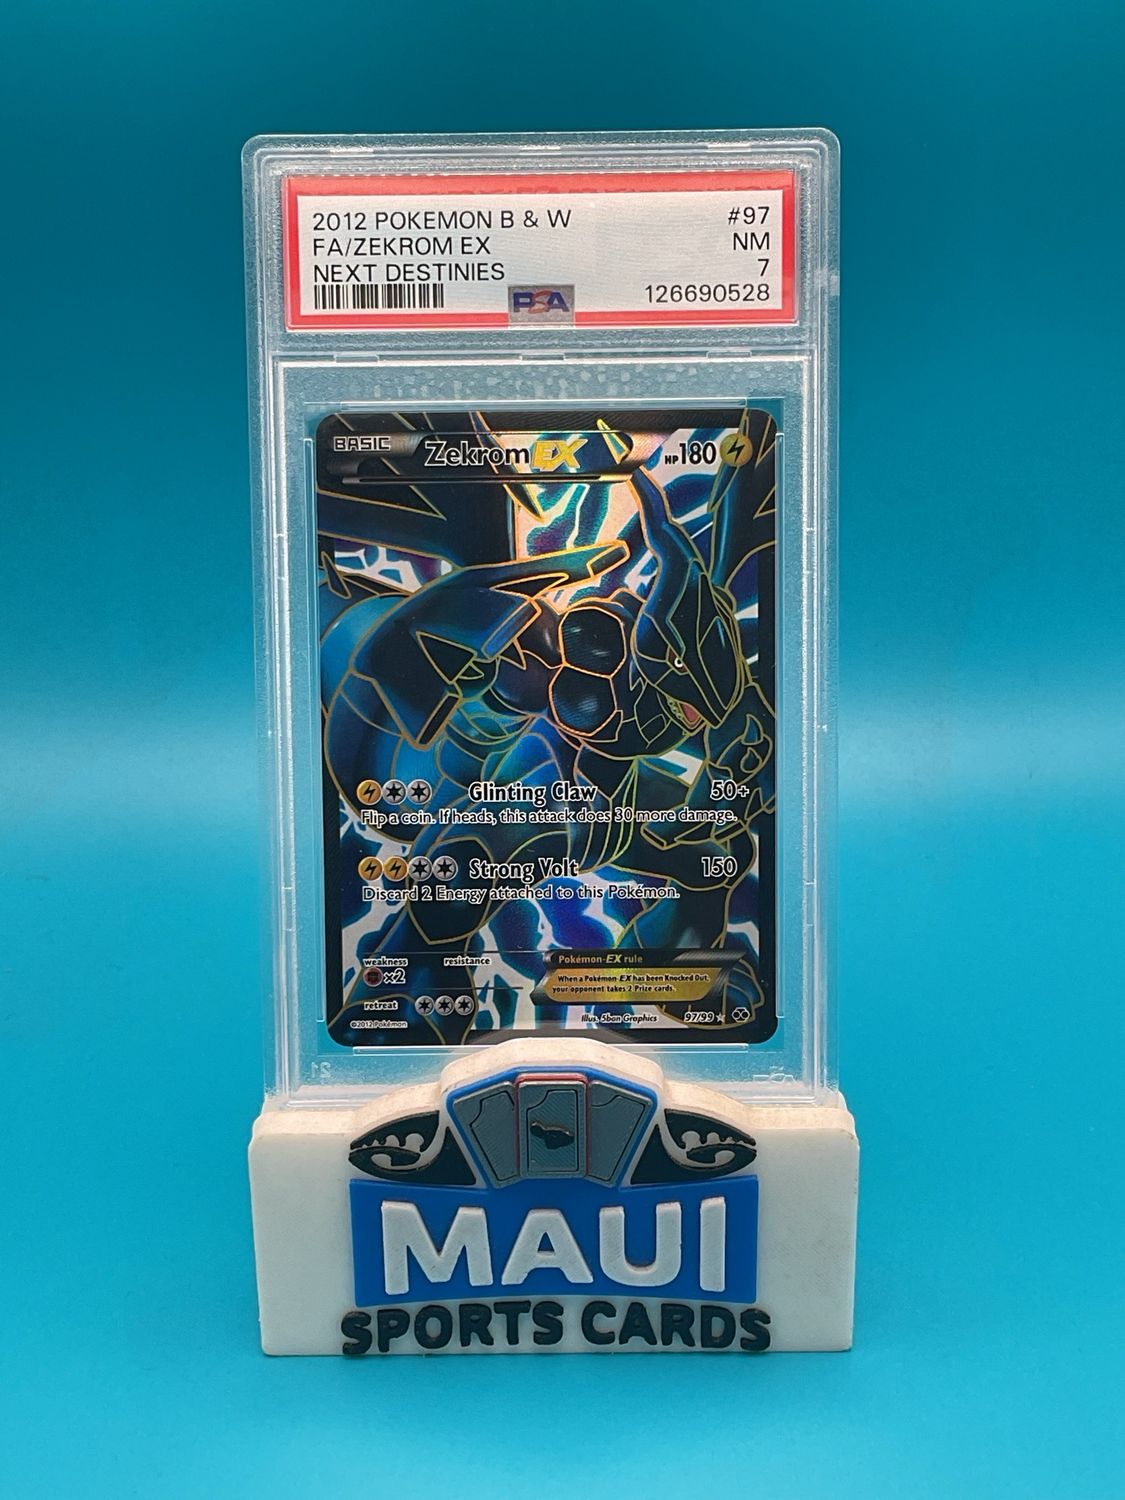 2012 POKEMON B & W #97
FA/ZEKROM EX NM
NEXT DESTINIES 7
PSA 126690528
BASIC Zekrom EX HP180
Glinting Claw 50+
Flip a coin. If heads, this attack does 30 more damage.
Strong Volt 150
Discard 2 Energy attached to this Pokémon.
weakness resistance
×2
retreat
Pokémon-EX rule
When a Pokémon-EX has been Knocked Out,
your opponent takes 2 Prize cards.
©2012 Pokémon
Illus. 5ban Graphics 97/99
MAUI
SPORTS CARDS